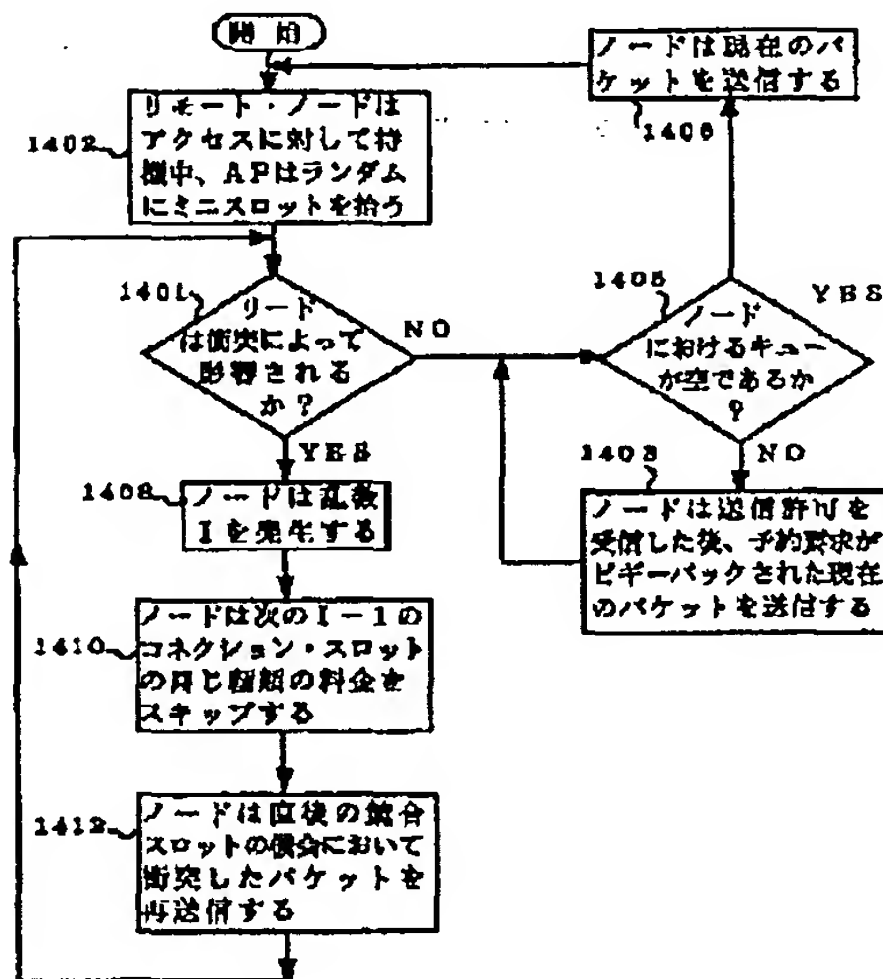 開始
1402
リモート・ノードは
アクセスに対して待
機中、APはランダム
にミニスロットを拾う
1401
リード
は衝突によって
影響される
か?
NO
YES
1408
ノードは乱数
Iを発生する
1410
ノードは次のI-1の
コネクション・スロット
の同じ種類の料金を
スキップする
1412
ノードは直後の競合
スロットの機会において
衝突したパケットを
再送信する
ノードは現在のパ
ケットを送信する
1406
1405
ノード
におけるキュー
が空であるか
?
YES
NO
1403
ノードは送信許可を
受信した後、予約要求が
ピギーバックされた現在
のパケットを送信する